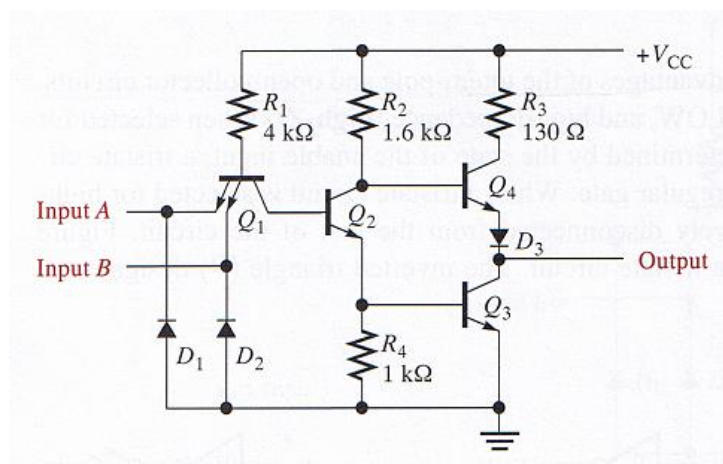 +V_CC
R₁
4 kΩ
R₂
1.6 kΩ
R₃
130 Ω
Input A
Q₁
Q₂
Q₄
D₃
Input B
Output
Q₃
D₁
D₂
R₄
1 kΩ